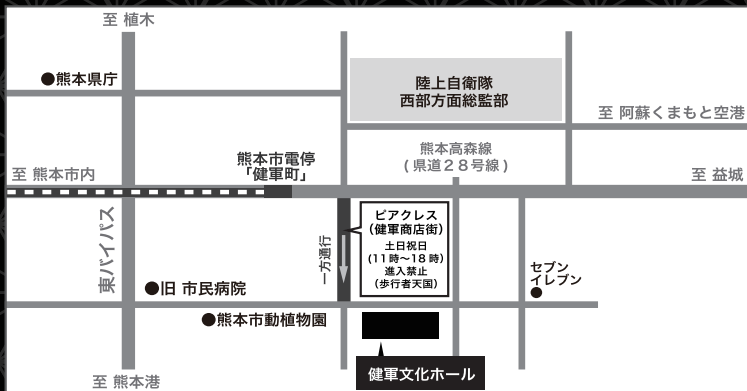 至 植木
●熊本県庁
陸上自衛隊
西部方面総監部
至 阿蘇くまもと空港
熊本高森線
(県道28号線)
至 熊本市内
熊本市電停
「健軍町」
至 益城
東バイパス
一方通行
ピアクレス
(健軍商店街)
土日祝日
(11時〜18時)
進入禁止
(歩行者天国)
セブン
イレブン
●旧 市民病院
●熊本市動植物園
健軍文化ホール
至 熊本港